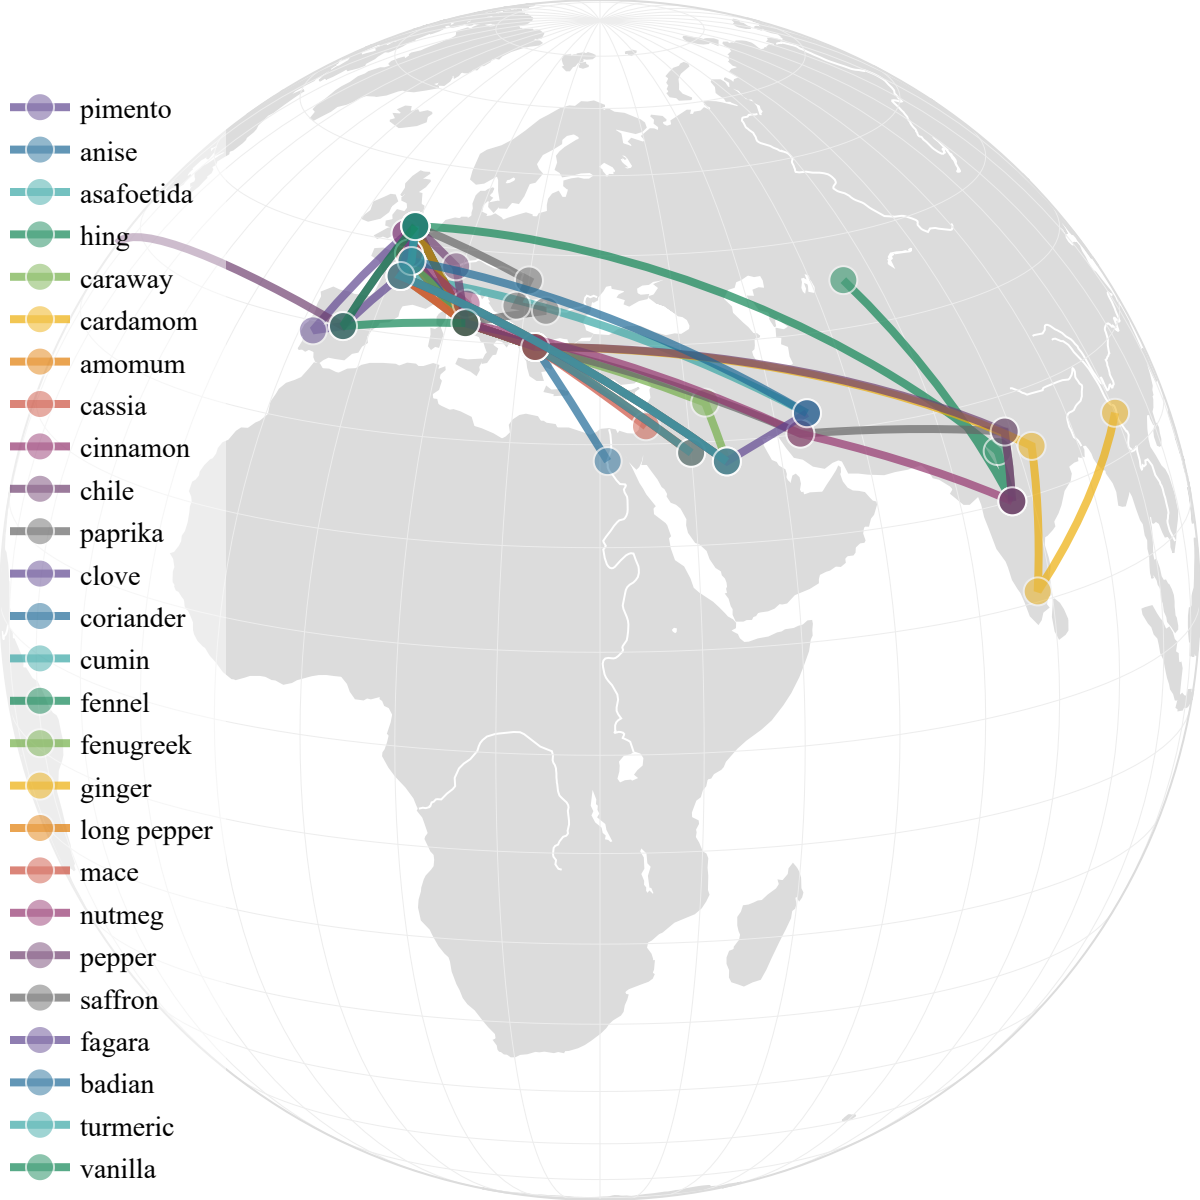 pimento
anise
asafoetida
hing
caraway
cardamom
amomum
cassia
cinnamon
chile
paprika
clove
coriander
cumin
fennel
fenugreek
ginger
long pepper
mace
nutmeg
pepper
saffron
fagara
badian
turmeric
vanilla